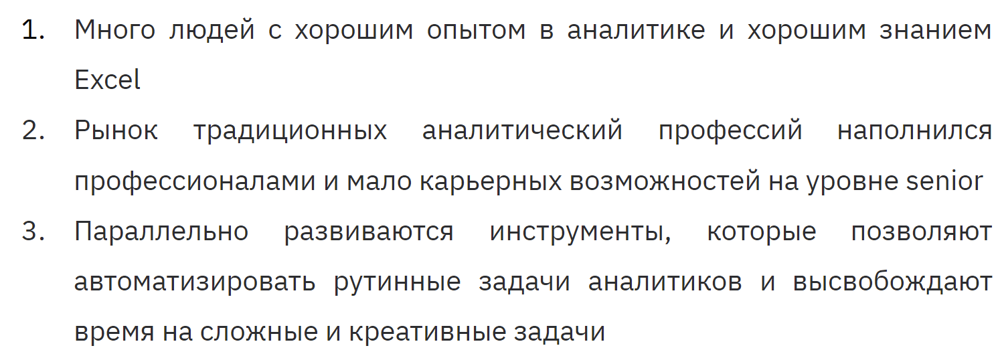 1. Много людей с хорошим опытом в аналитике и хорошим знанием
Excel
2. Рынок традиционных аналитический профессий наполнился
профессионалами и мало карьерных возможностей на уровне senior
3. Параллельно развиваются инструменты, которые позволяют
автоматизировать рутинные задачи аналитиков и высвобождают
время на сложные и креативные задачи